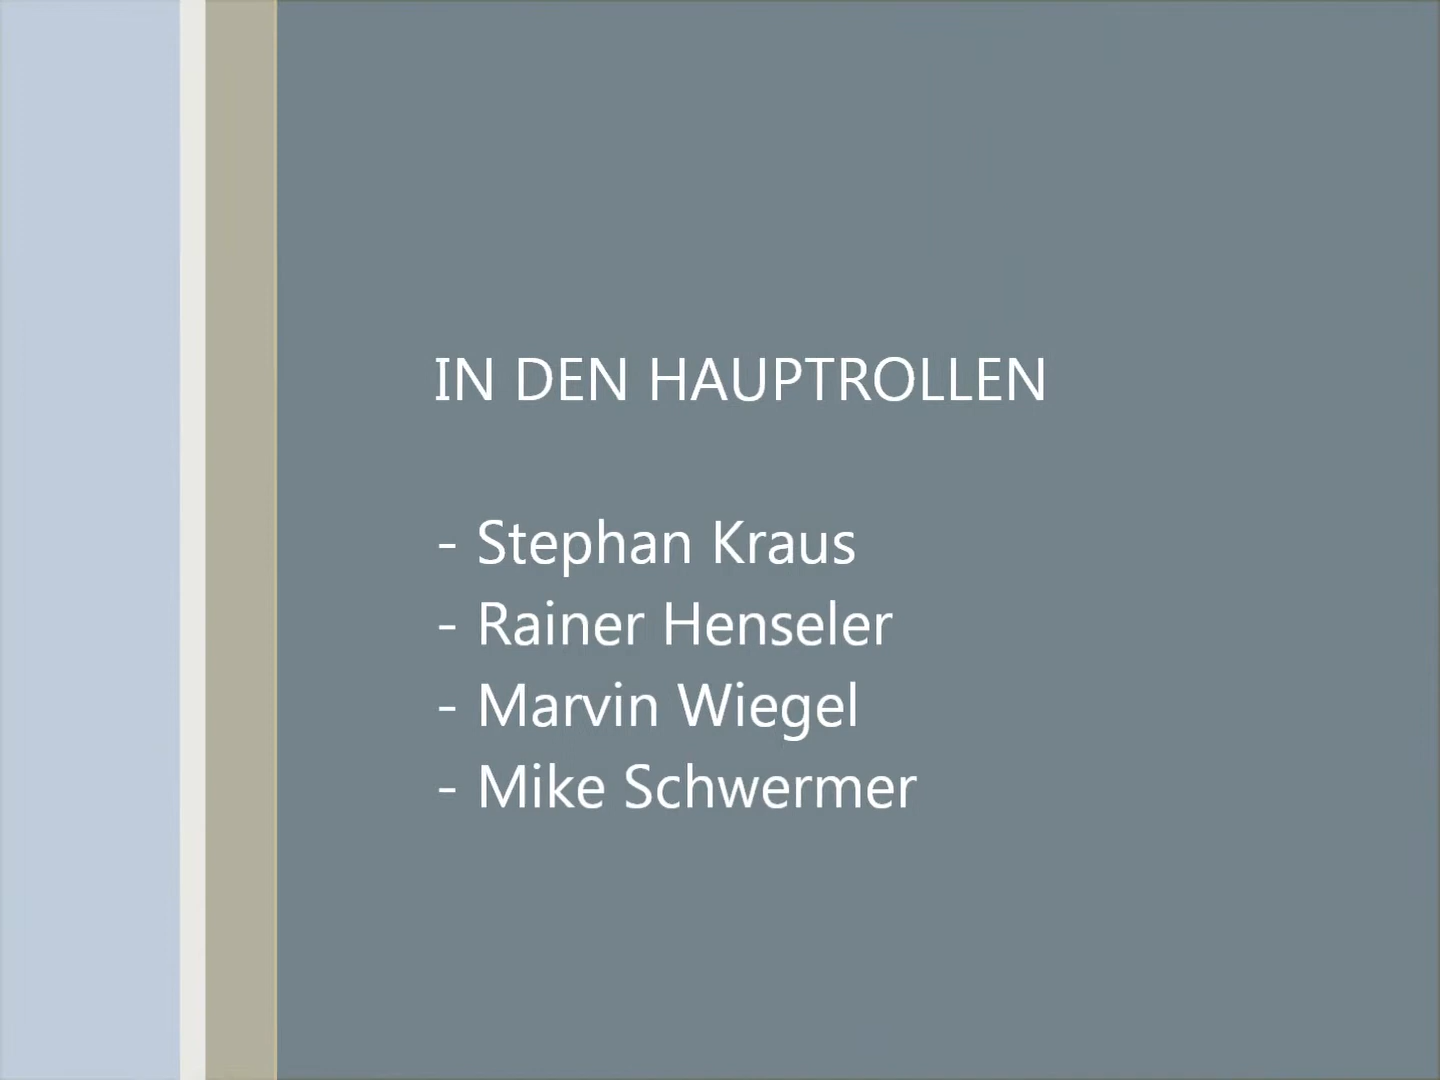 IN DEN HAUPTROLLEN
- Stephan Kraus
- Rainer Henseler
- Marvin Wiegel
- Mike Schwermer